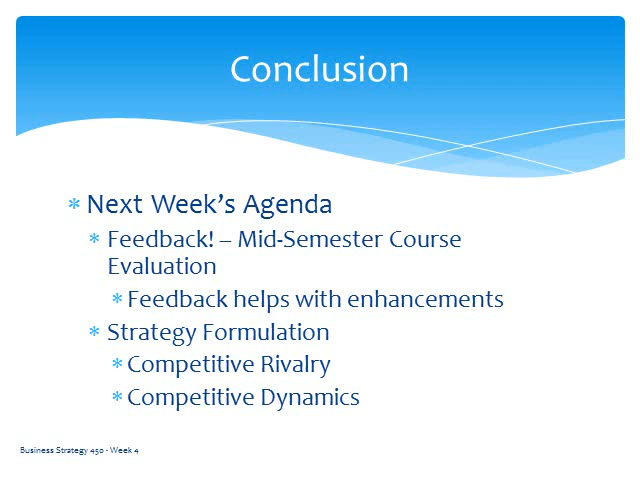 Conclusion
Next Week’s Agenda
Feedback! – Mid-Semester Course
Evaluation
Feedback helps with enhancements
Strategy Formulation
Competitive Rivalry
Competitive Dynamics
Business Strategy 450 - Week 4